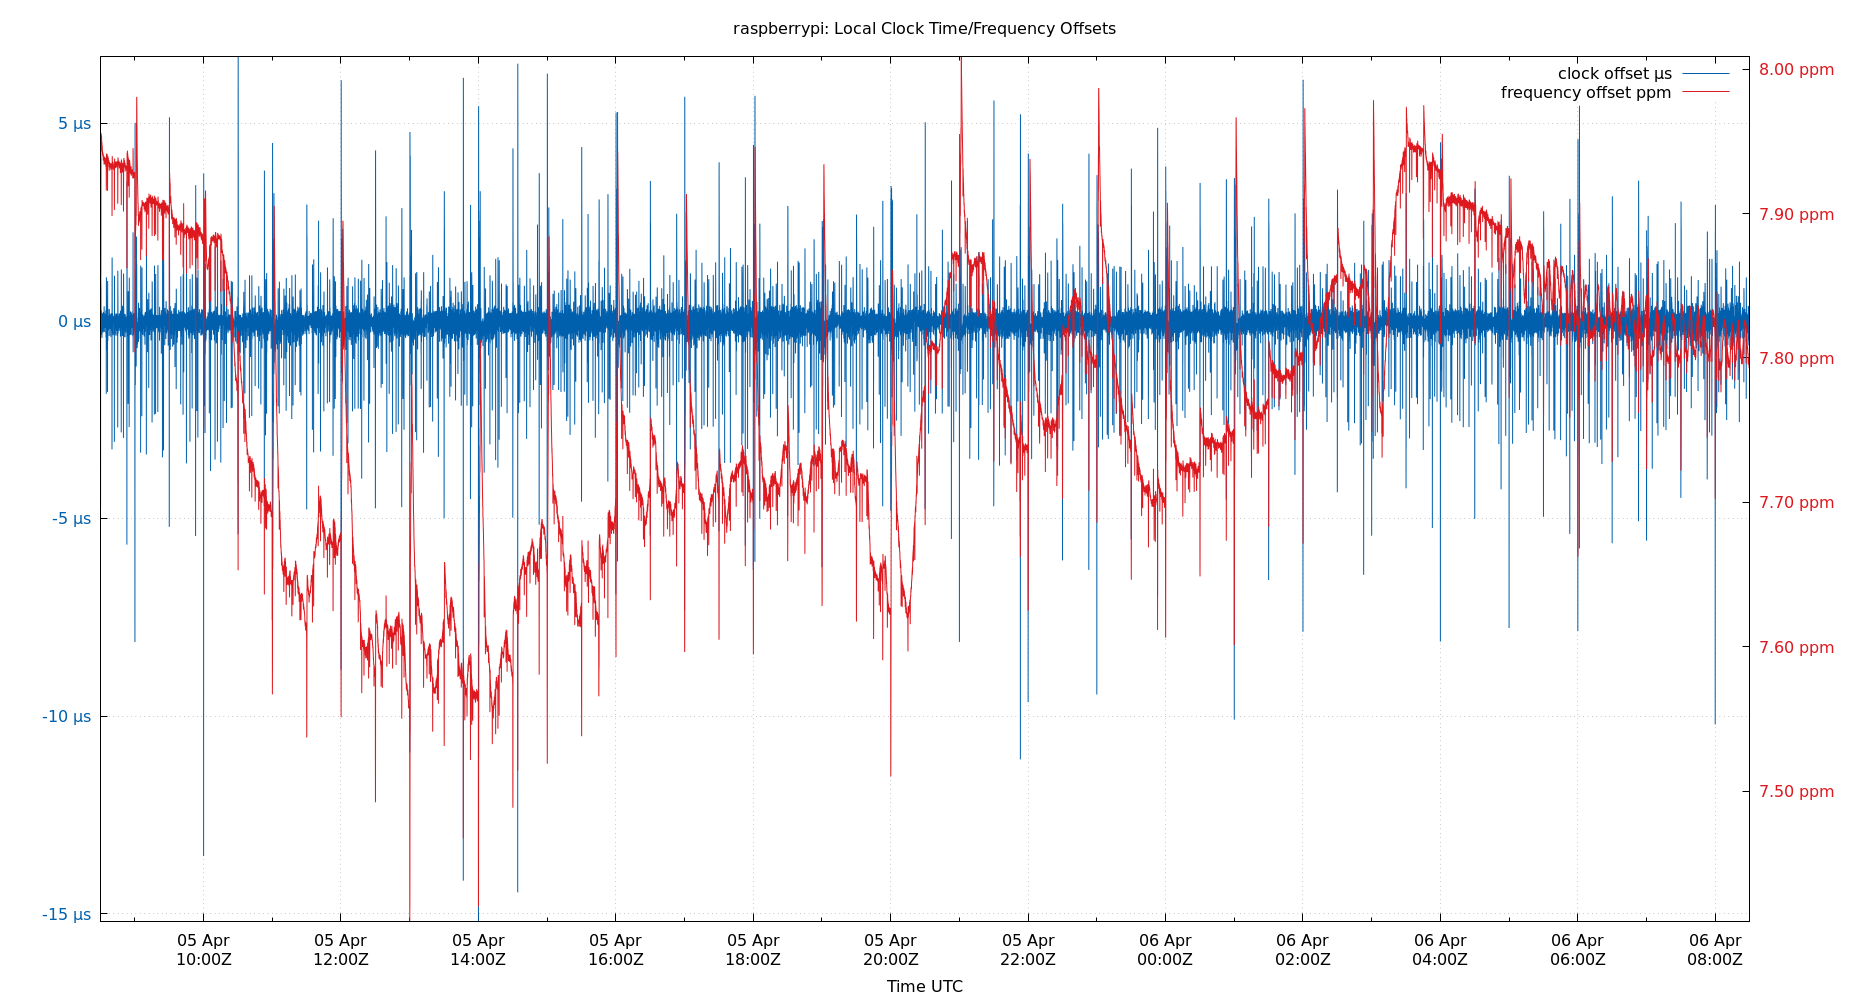 raspberrypi: Local Clock Time/Frequency Offsets
clock offset µs
frequency offset ppm
5 µs
0 µs
-5 µs
-10 µs
-15 µs
8.00 ppm
7.90 ppm
7.80 ppm
7.70 ppm
7.60 ppm
7.50 ppm
05 Apr
10:00Z
05 Apr
12:00Z
05 Apr
14:00Z
05 Apr
16:00Z
05 Apr
18:00Z
05 Apr
20:00Z
05 Apr
22:00Z
06 Apr
00:00Z
06 Apr
02:00Z
06 Apr
04:00Z
06 Apr
06:00Z
06 Apr
08:00Z
Time UTC